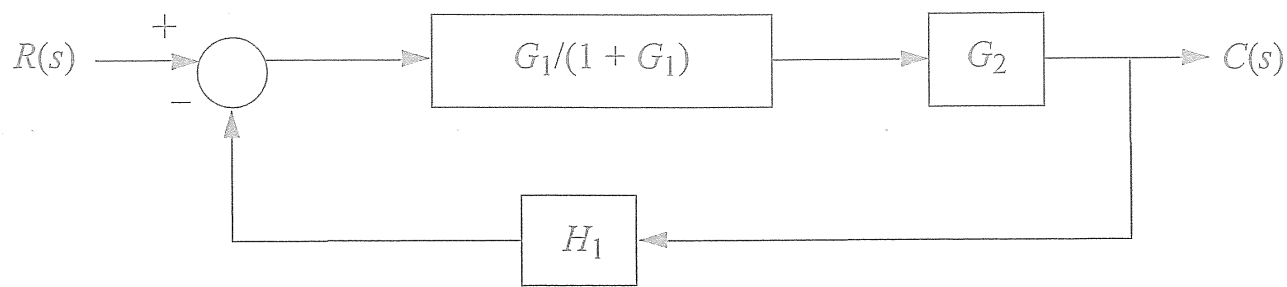 +
R(s)
G₁/(1 + G₁)
G₂
C(s)
−
H₁